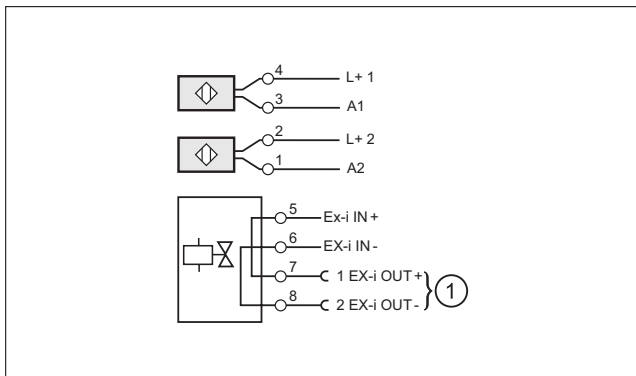 4 L+ 1
3 A1
2 L+ 2
1 A2
5 Ex-i IN+
6 EX-i IN-
7 1 EX-i OUT+
8 2 EX-i OUT-
1